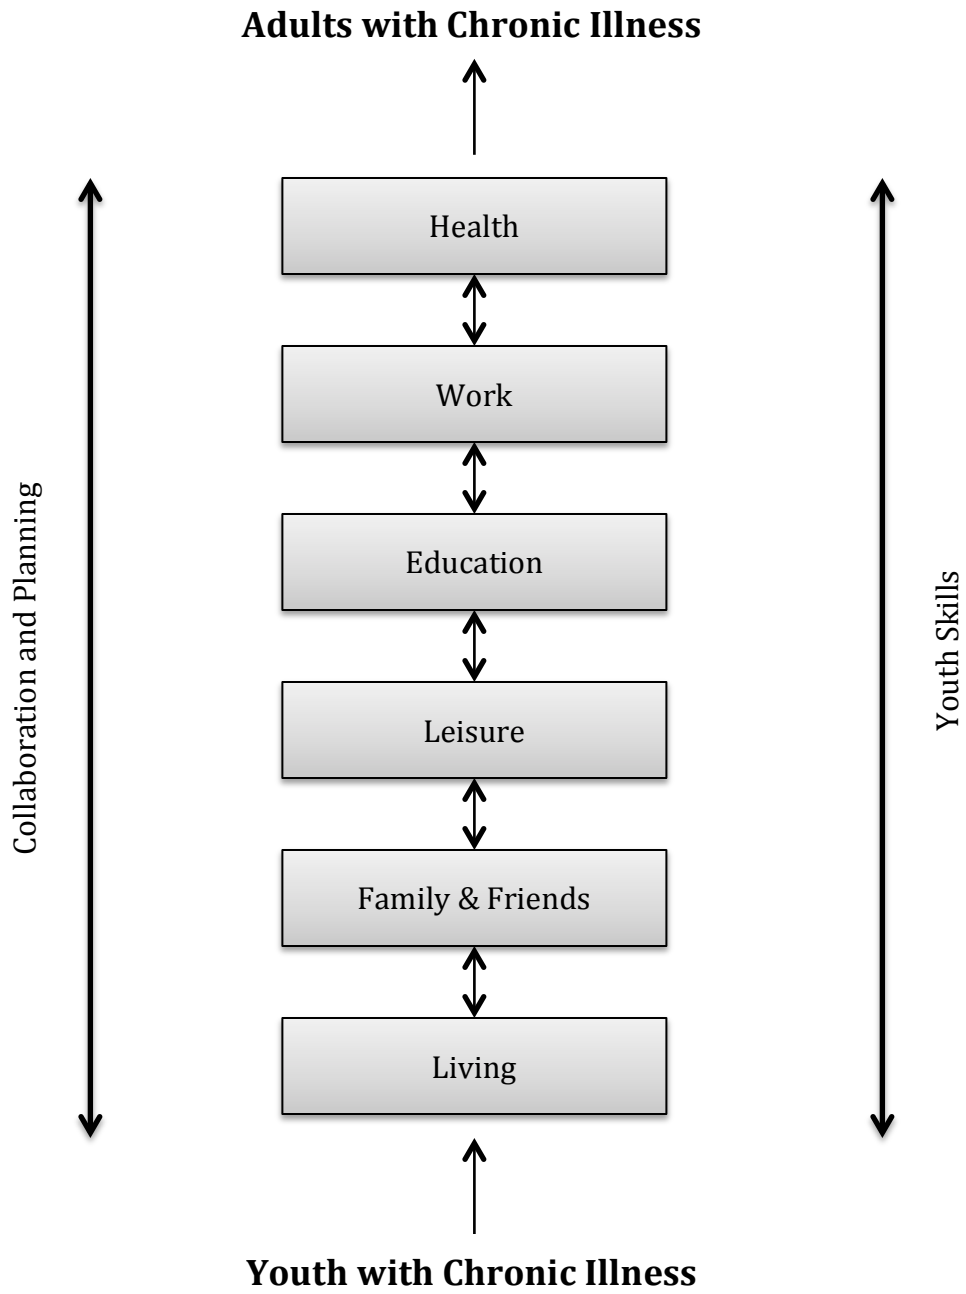 Adults with Chronic Illness
Health
Work
Education
Leisure
Family & Friends
Living
Youth with Chronic Illness
Collaboration and Planning
Youth Skills